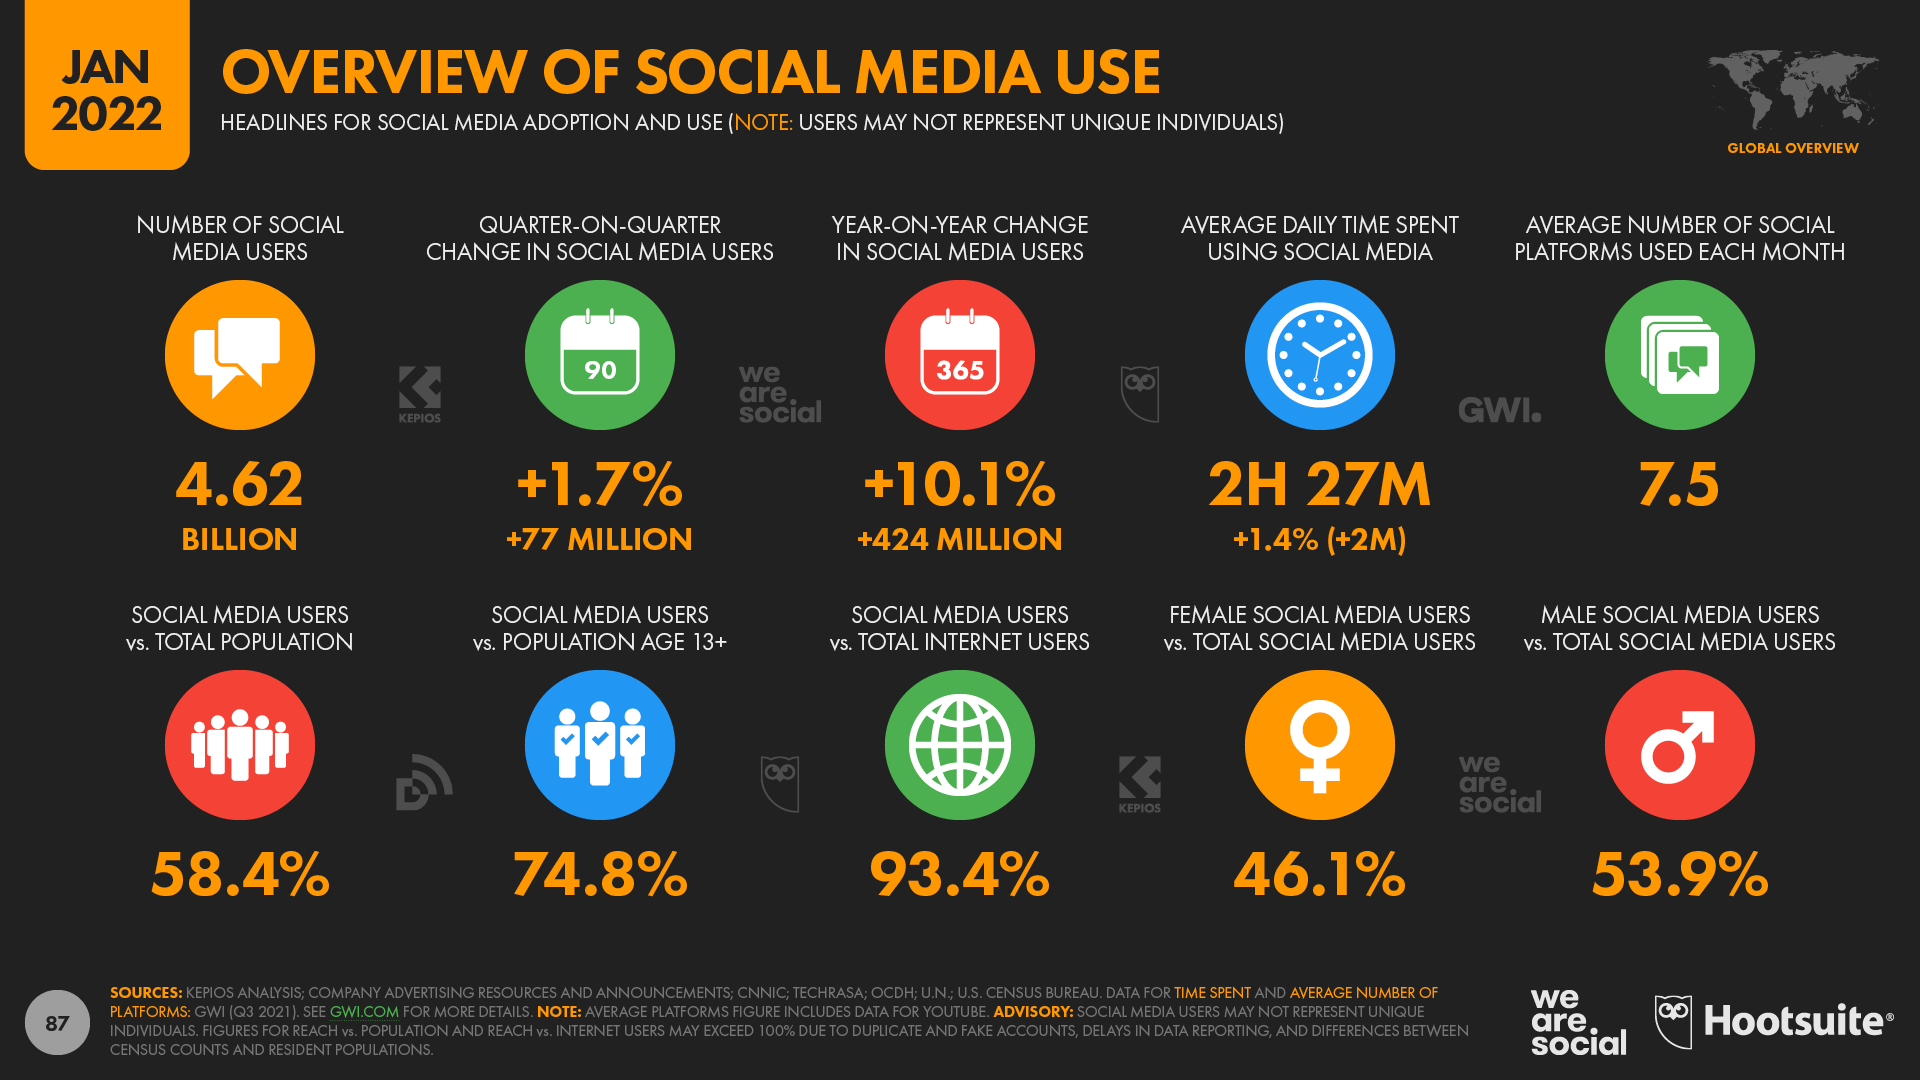 JAN
2022
OVERVIEW OF SOCIAL MEDIA USE
HEADLINES FOR SOCIAL MEDIA ADOPTION AND USE (NOTE: USERS MAY NOT REPRESENT UNIQUE INDIVIDUALS)
GLOBAL OVERVIEW
NUMBER OF SOCIAL
MEDIA USERS
4.62
BILLION
KEPIOS
QUARTER-ON-QUARTER
CHANGE IN SOCIAL MEDIA USERS
90
+1.7%
+77 MILLION
we
are
social
YEAR-ON-YEAR CHANGE
IN SOCIAL MEDIA USERS
365
+10.1%
+424 MILLION
AVERAGE DAILY TIME SPENT
USING SOCIAL MEDIA
2H 27M
+1.4% (+2M)
GWI.
AVERAGE NUMBER OF SOCIAL
PLATFORMS USED EACH MONTH
7.5
SOCIAL MEDIA USERS
vs. TOTAL POPULATION
58.4%
SOCIAL MEDIA USERS
vs. POPULATION AGE 13+
74.8%
SOCIAL MEDIA USERS
vs. TOTAL INTERNET USERS
93.4%
KEPIOS
FEMALE SOCIAL MEDIA USERS
vs. TOTAL SOCIAL MEDIA USERS
46.1%
we
are
social
MALE SOCIAL MEDIA USERS
vs. TOTAL SOCIAL MEDIA USERS
53.9%
87
SOURCES: KEPIOS ANALYSIS; COMPANY ADVERTISING RESOURCES AND ANNOUNCEMENTS; CNNIC; TECHRASA; OCDH; U.N.; U.S. CENSUS BUREAU. DATA FOR TIME SPENT AND AVERAGE NUMBER OF
PLATFORMS: GWI (Q3 2021). SEE GWI.COM FOR MORE DETAILS. NOTE: AVERAGE PLATFORMS FIGURE INCLUDES DATA FOR YOUTUBE. ADVISORY: SOCIAL MEDIA USERS MAY NOT REPRESENT UNIQUE
INDIVIDUALS. FIGURES FOR REACH vs. POPULATION AND REACH vs. INTERNET USERS MAY EXCEED 100% DUE TO DUPLICATE AND FAKE ACCOUNTS, DELAYS IN DATA REPORTING, AND DIFFERENCES BETWEEN
CENSUS COUNTS AND RESIDENT POPULATIONS.
we
are
social
Hootsuite®